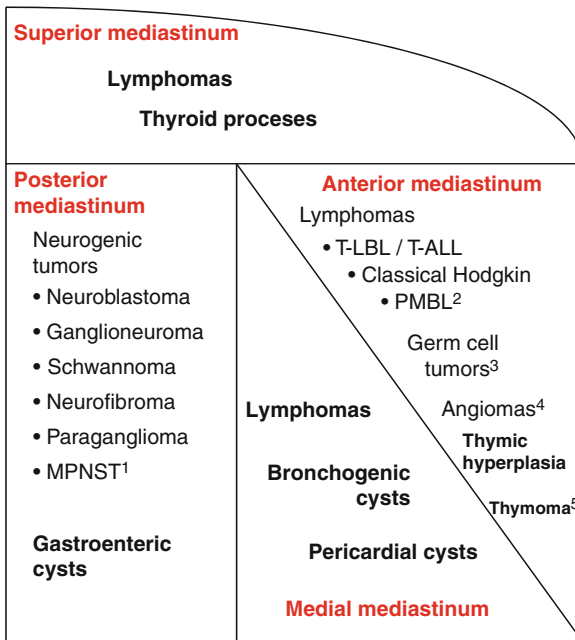 Superior mediastinum
Lymphomas
Thyroid proceses
Posterior
mediastinum
Neurogenic
tumors
• Neuroblastoma
• Ganglioneuroma
• Schwannoma
• Neurofibroma
• Paraganglioma
• MPNST¹
Gastroenteric
cysts
Lymphomas
Bronchogenic
cysts
Pericardial cysts
Medial mediastinum
Anterior mediastinum
Lymphomas
• T-LBL / T-ALL
• Classical Hodgkin
• PMBL²
Germ cell
tumors³
Angiomas⁴
Thymic
hyperplasia
Thymoma⁵